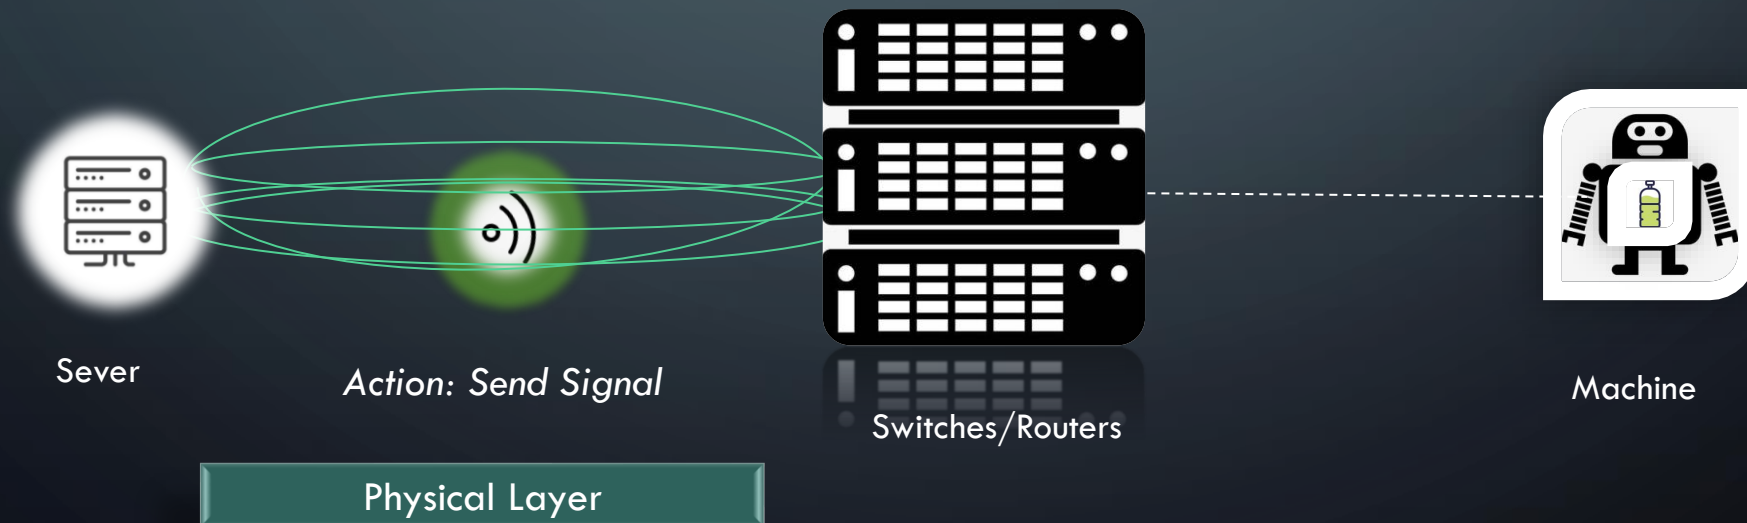 Sever
Action: Send Signal
Switches/Routers
Machine
Physical Layer